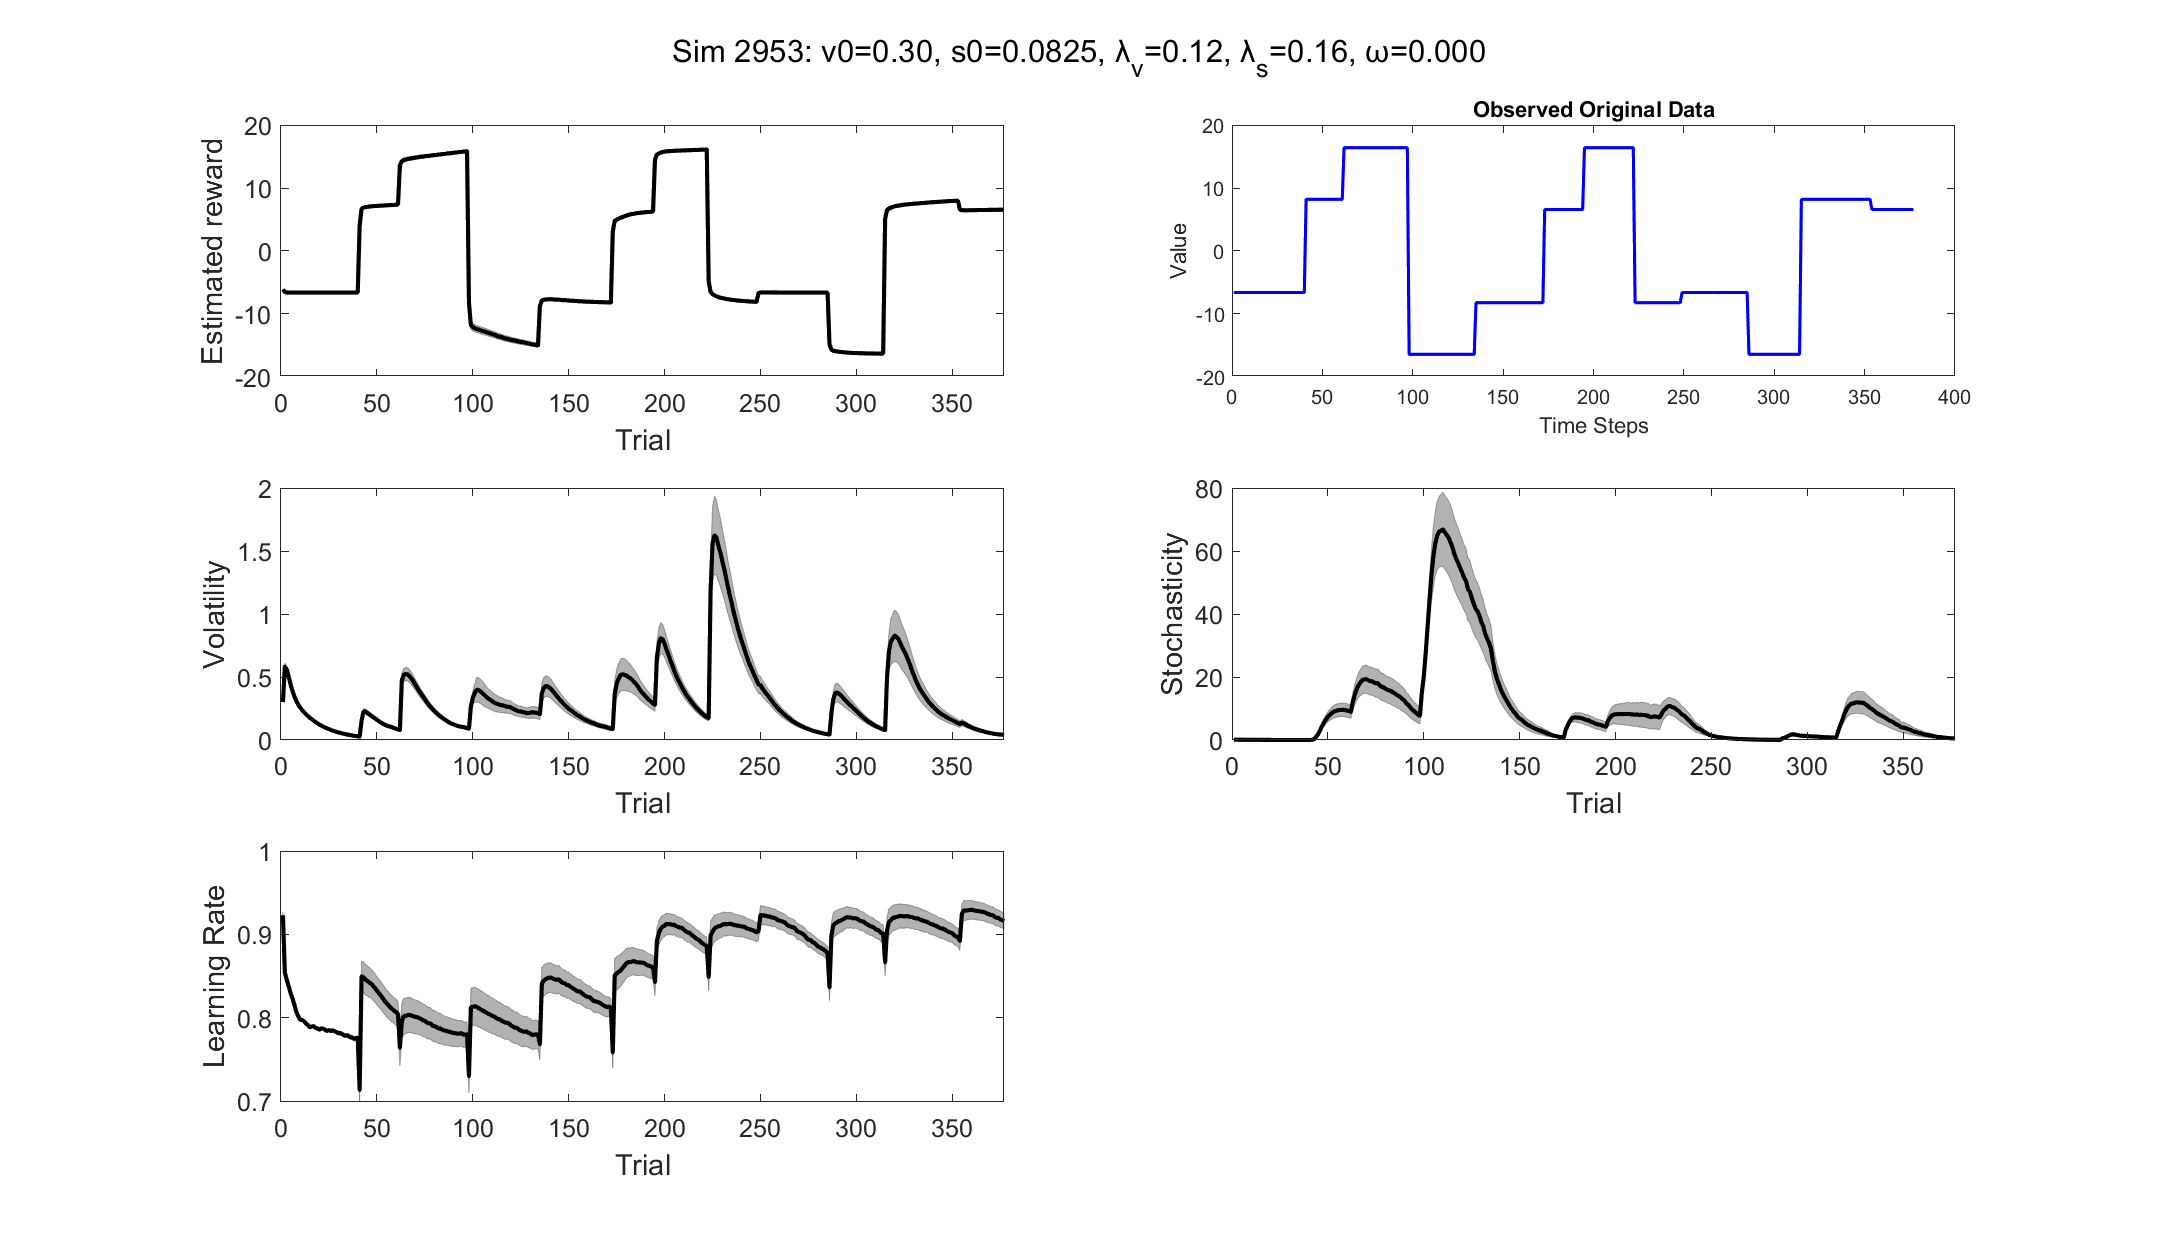 Sim 2953: v0=0.30, s0=0.0825, λv=0.12, λs=0.16, ω=0.000
Estimated reward
20
10
0
-10
-20
0 50 100 150 200 250 300 350
Trial
Observed Original Data
Value
20
10
0
-10
-20
0 50 100 150 200 250 300 350 400
Time Steps
Volatility
2
1.5
1
0.5
0
0 50 100 150 200 250 300 350
Trial
Stochasticity
80
60
40
20
0
0 50 100 150 200 250 300 350
Trial
Learning Rate
1
0.9
0.8
0.7
0 50 100 150 200 250 300 350
Trial